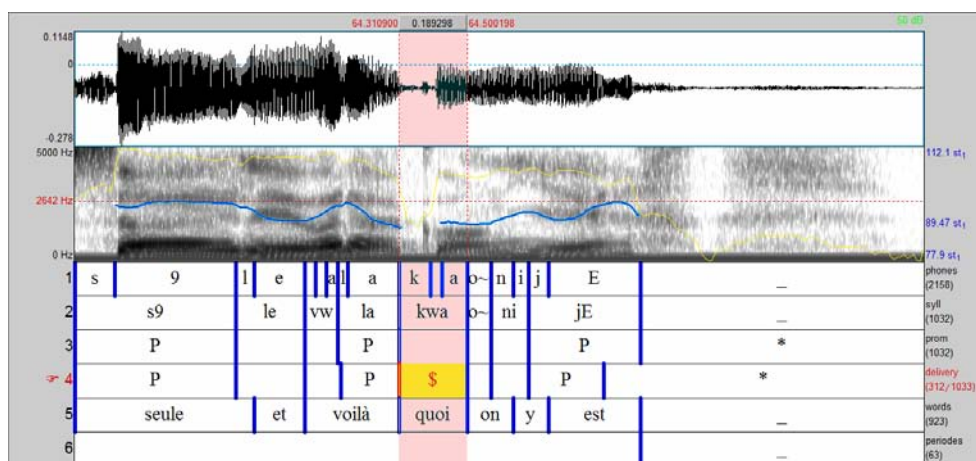 64.310900 0.189298 64.500198 50 dB
0.1148
0
-0.278
5000 Hz 112.1 st₁
2642 Hz
89.47 st₁
0 Hz 77.9 st₁
1 s 9 l e a l a k a o~ n i j E _ phones (2158)
2 s9 le vw la kwa o~ ni jE _ syll (1032)
3 P P P * prom (1032)
4 P P $ P * delivery (312/1033)
5 seule et voilà quoi on y est _ words (923)
6 _ periodes (63)